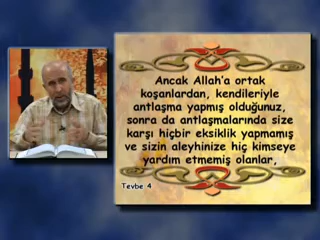 Ancak Allah'a ortak
koşanlardan, kendileriyle
antlaşma yapmış olduğunuz,
sonra da antlaşmalarında size
karşı hiçbir eksiklik yapmamış
ve sizin aleyhinize hiç kimseye
yardım etmemiş olanlar,
Tevbe 4